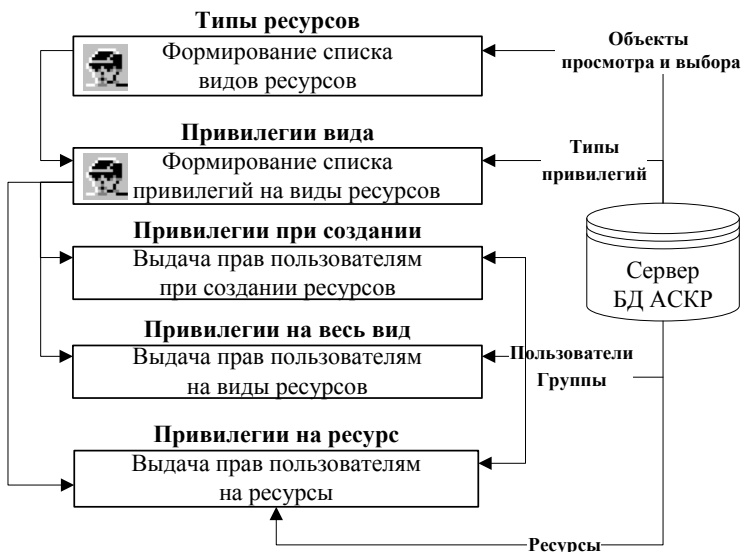 Типы ресурсов
Формирование списка
видов ресурсов
Объекты
просмотра и выбора
Привилегии вида
Формирование списка
привилегий на виды ресурсов
Типы
привилегий
Привилегии при создании
Выдача прав пользователям
при создании ресурсов
Сервер
БД АСКР
Привилегии на весь вид
Выдача прав пользователям
на виды ресурсов
Пользователи
Группы
Привилегии на ресурс
Выдача прав пользователям
на ресурсы
Ресурсы